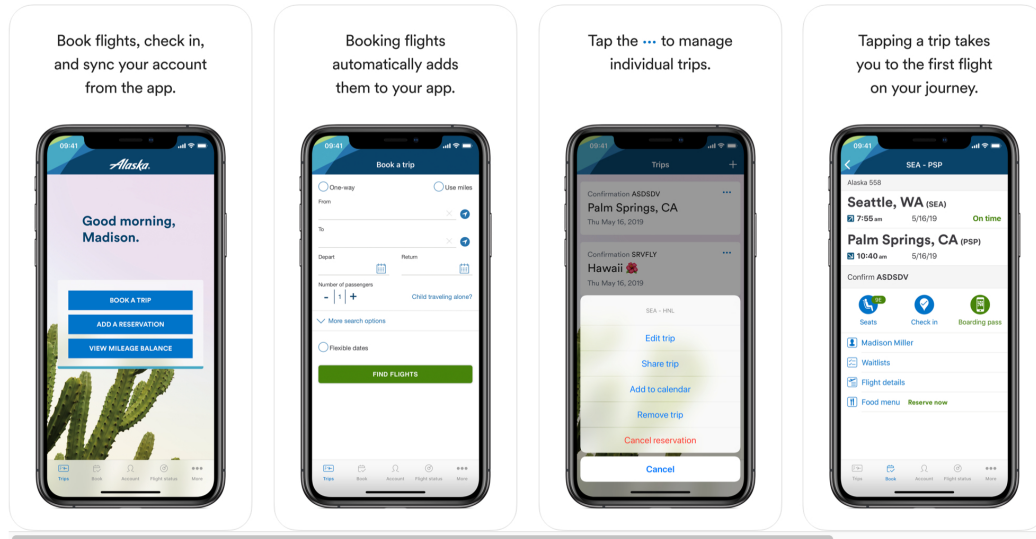 Book flights, check in,
and sync your account
from the app.
09:41
Alaska.
Good morning,
Madison.
BOOK A TRIP
ADD A RESERVATION
VIEW MILEAGE BALANCE
Trips Book Account Flight status More
Booking flights
automatically adds
them to your app.
09:41
Book a trip
One-way Use miles
From
To
Depart Return
Number of passengers
- 1 + Child traveling alone?
More search options
Flexible dates
FIND FLIGHTS
Trips Book Account Flight status More
Tap the ••• to manage
individual trips.
09:41
Trips +
Confirmation ASDSDV •••
Palm Springs, CA
Thu May 16, 2019
Confirmation SRVFLY •••
Hawaii 🌺
Thu May 16, 2019
SEA - HNL
Edit trip
Share trip
Add to calendar
Remove trip
Cancel reservation
Cancel
Tapping a trip takes
you to the first flight
on your journey.
09:41
SEA - PSP
Alaska 558
Seattle, WA (SEA)
7:55 am 5/16/19 On time
Palm Springs, CA (PSP)
10:40 am 5/16/19
Confirm ASDSDV
Seats Check in Boarding pass
Madison Miller
Waitlists
Flight details
Food menu Reserve now
Trips Book Account Flight status More